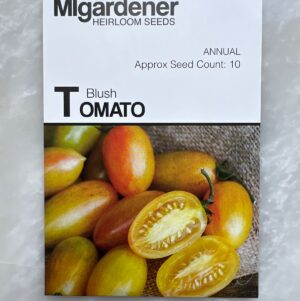 MIgardener
HEIRLOOM SEEDS
ANNUAL
Approx Seed Count: 10
Blush
TOMATO